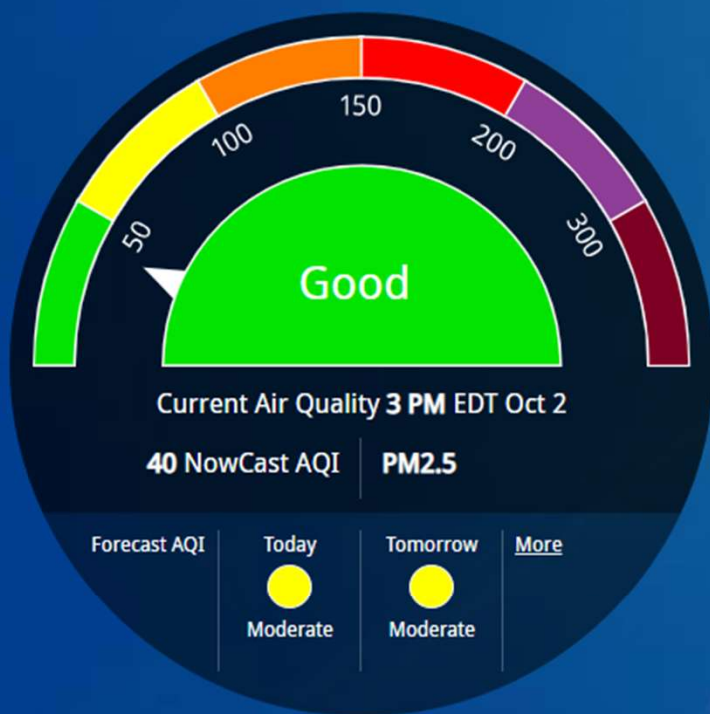 50
100
150
200
300
Good
Current Air Quality 3 PM EDT Oct 2
40 NowCast AQI
PM2.5
Forecast AQI
Today
Moderate
Tomorrow
Moderate
More